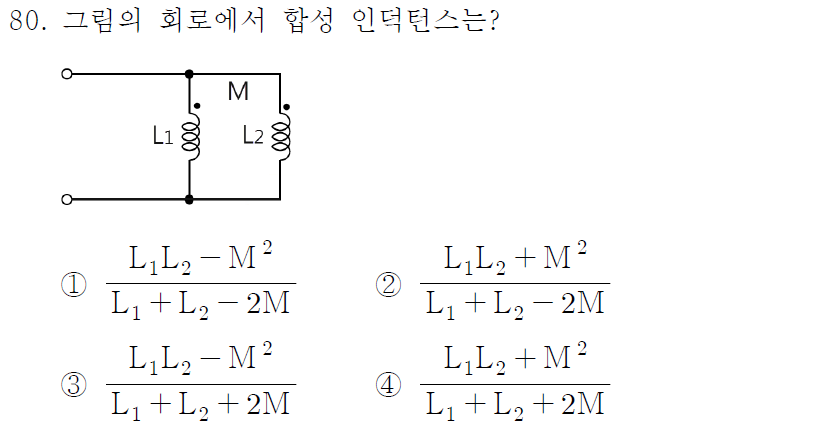 80. 그림의 회로에서 합성 인덕턴스는?
M
L1 L2
① (L₁L₂ − M²) / (L₁ + L₂ − 2M) ② (L₁L₂ + M²) / (L₁ + L₂ − 2M)
③ (L₁L₂ − M²) / (L₁ + L₂ + 2M) ④ (L₁L₂ + M²) / (L₁ + L₂ + 2M)